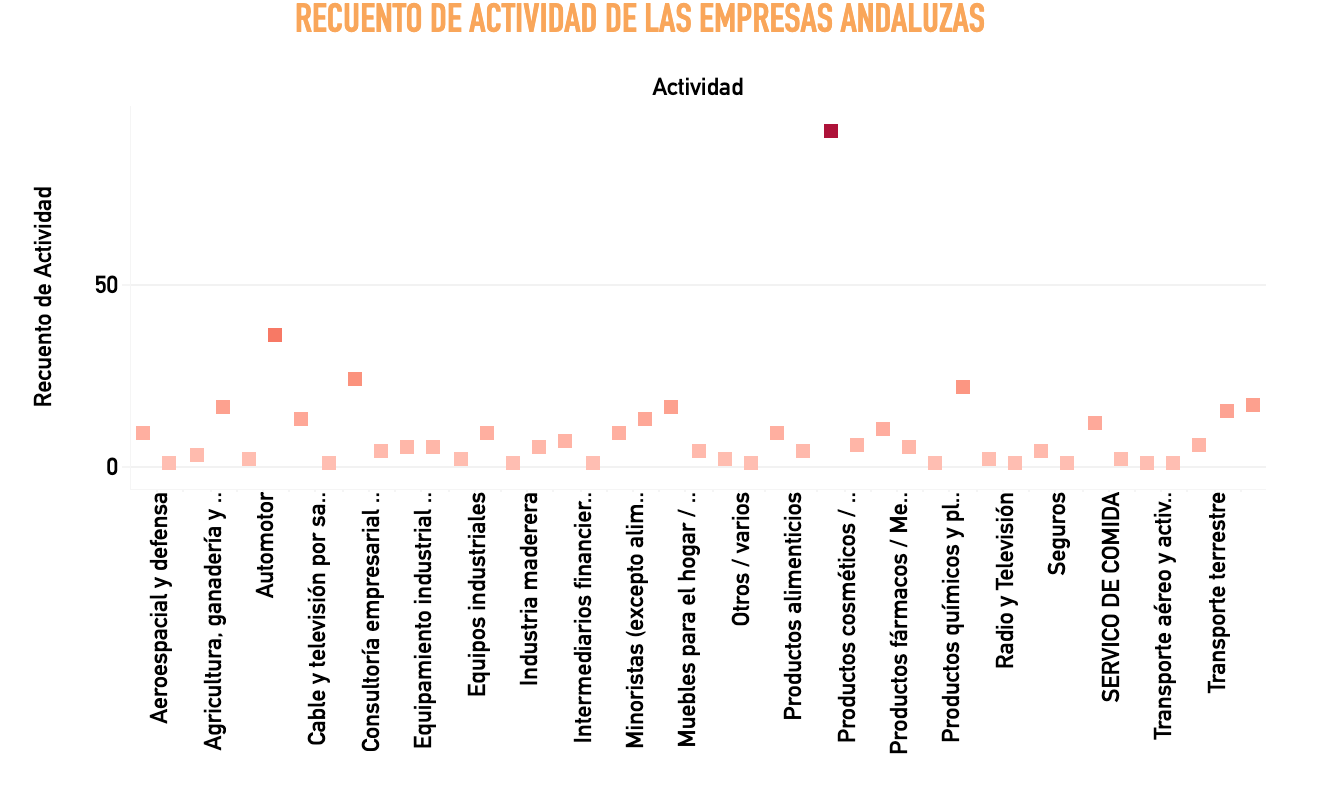 RECUENTO DE ACTIVIDAD DE LAS EMPRESAS ANDALUZAS
Actividad
Recuento de Actividad
50
0
Aeroespacial y defensa
Agricultura, ganadería y ..
Automotor
Cable y televisión por sa..
Consultoría empresarial ..
Equipamiento industrial ..
Equipos industriales
Industria maderera
Intermediarios financier..
Minoristas (excepto alim..
Muebles para el hogar / ..
Otros / varios
Productos alimenticios
Productos cosméticos / ..
Productos fármacos / Me..
Productos químicos y pl..
Radio y Televisión
Seguros
SERVICO DE COMIDA
Transporte aéreo y activ..
Transporte terrestre